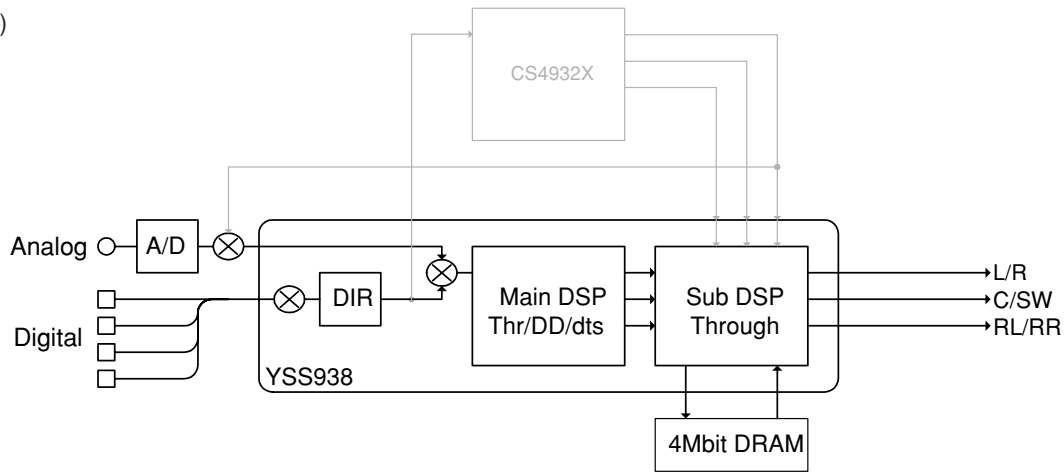 )
CS4932X
Analog
A/D
DIR
Main DSP
Thr/DD/dts
Sub DSP
Through
L/R
C/SW
RL/RR
Digital
YSS938
4Mbit DRAM